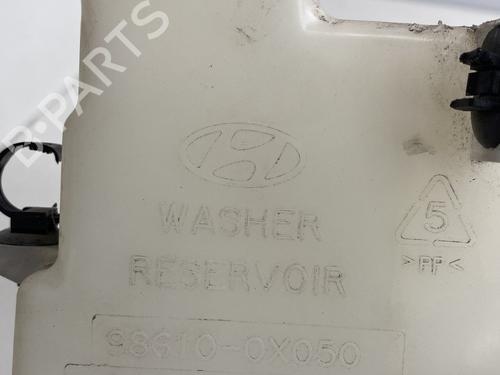 B-PARTS
WASHER
RESERVOIR
5
>PP<
98610-0X050